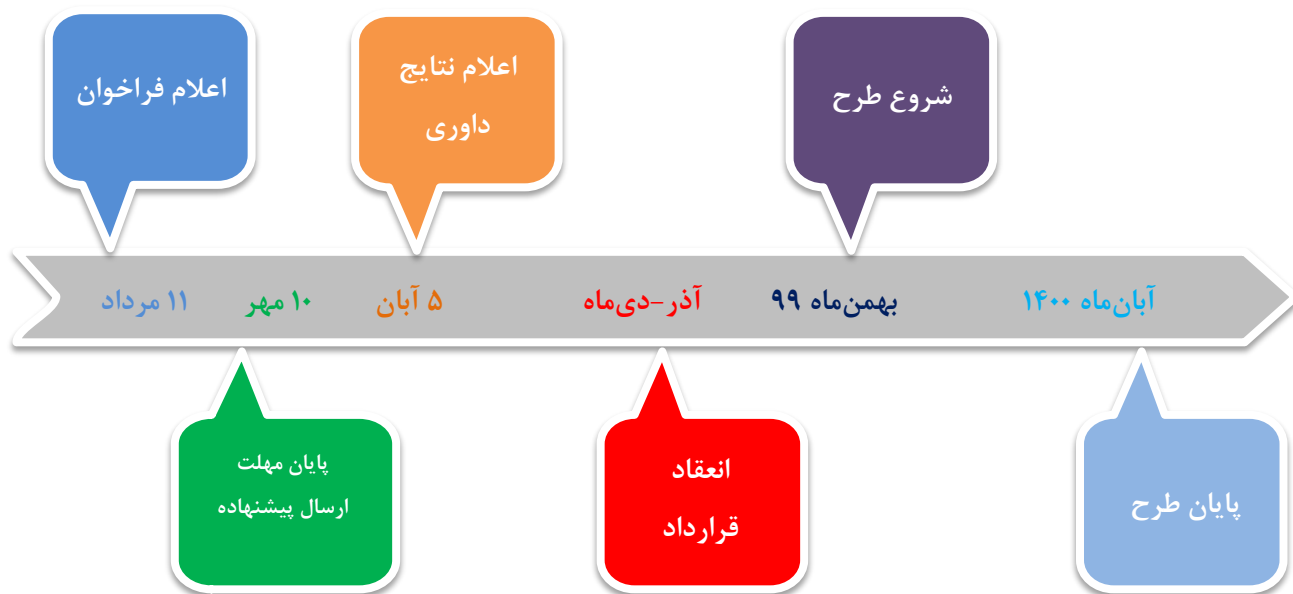 اعلام فراخوان
اعلام نتایج
داوری
شروع طرح
۱۱ مرداد
۱۰ مهر
۵ آبان
آذر-دی‌ماه
بهمن‌ماه ۹۹
آبان‌ماه ۱۴۰۰
پایان مهلت
ارسال پیشنهاده
انعقاد
قرارداد
پایان طرح